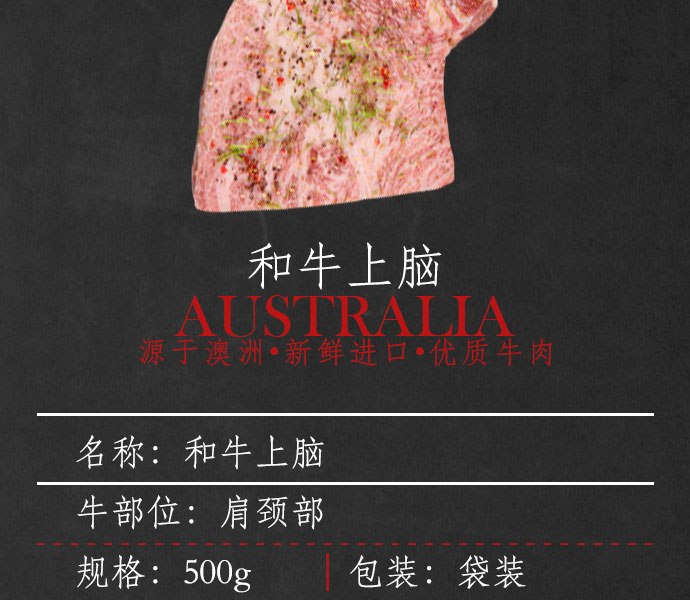 和牛上脑
AUSTRALIA
源于澳洲•新鲜进口•优质牛肉
名称：和牛上脑
牛部位：肩颈部
规格：500g 包装：袋装